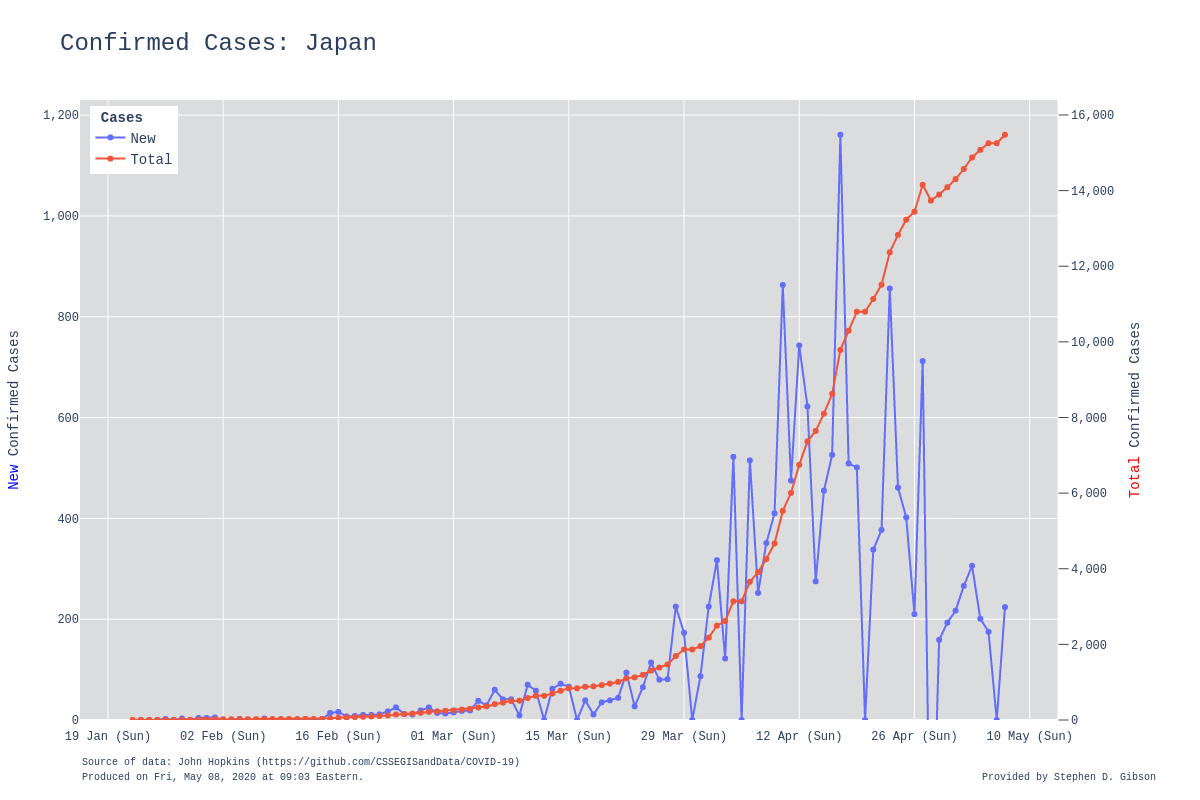 Confirmed Cases: Japan
Cases
New
Total
1,200
1,000
800
600
400
200
0
New Confirmed Cases
16,000
14,000
12,000
10,000
8,000
6,000
4,000
2,000
0
Total Confirmed Cases
19 Jan (Sun) 02 Feb (Sun) 16 Feb (Sun) 01 Mar (Sun) 15 Mar (Sun) 29 Mar (Sun) 12 Apr (Sun) 26 Apr (Sun) 10 May (Sun)
Source of data: John Hopkins (https://github.com/CSSEGISandData/COVID-19)
Produced on Fri, May 08, 2020 at 09:03 Eastern.
Provided by Stephen D. Gibson